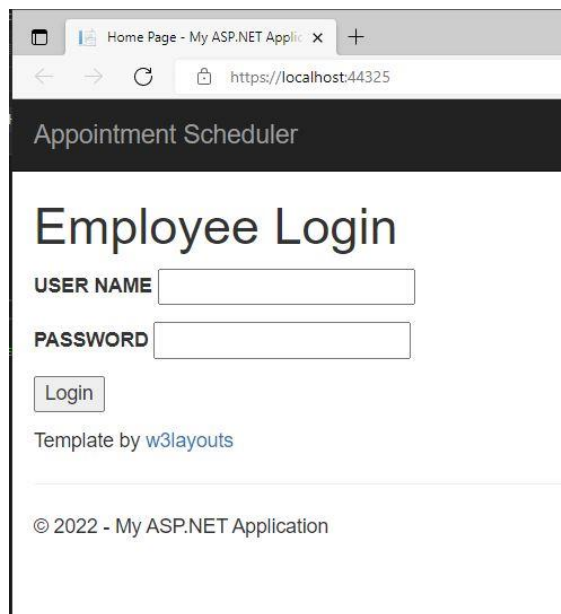 Home Page - My ASP.NET Applic
https://localhost:44325
Appointment Scheduler
Employee Login
USER NAME
PASSWORD
Login
Template by w3layouts
© 2022 - My ASP.NET Application